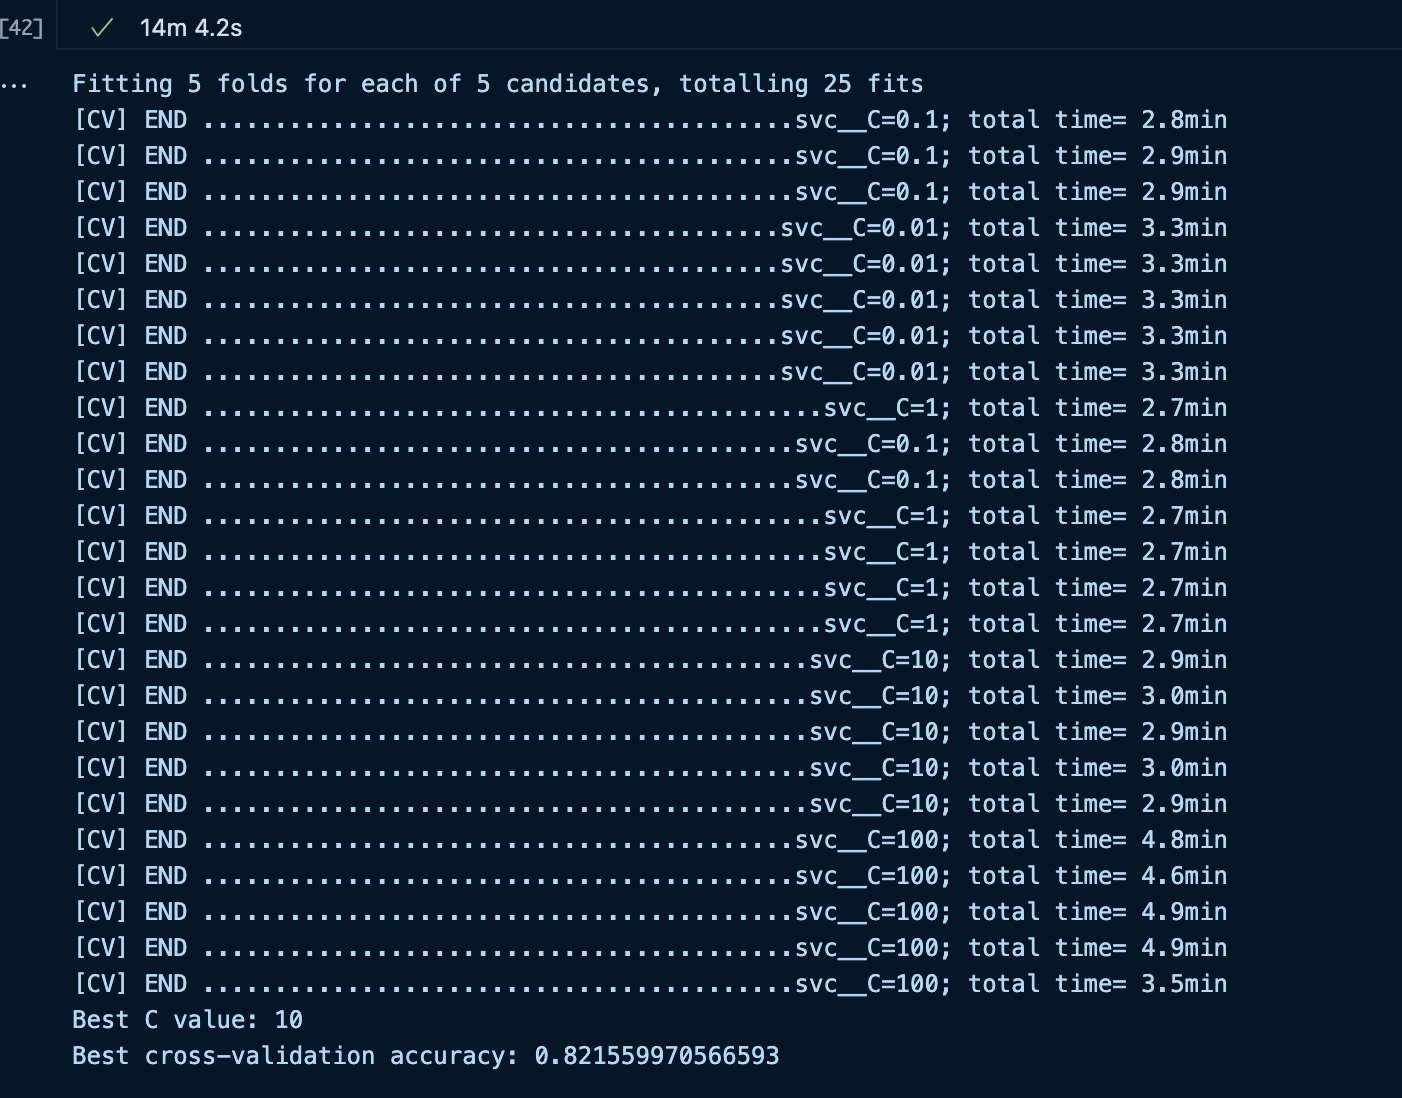 [42] ✓ 14m 4.2s
... Fitting 5 folds for each of 5 candidates, totalling 25 fits
[CV] END .........................................svc__C=0.1; total time= 2.8min
[CV] END .........................................svc__C=0.1; total time= 2.9min
[CV] END .........................................svc__C=0.1; total time= 2.9min
[CV] END ........................................svc__C=0.01; total time= 3.3min
[CV] END ........................................svc__C=0.01; total time= 3.3min
[CV] END ........................................svc__C=0.01; total time= 3.3min
[CV] END ........................................svc__C=0.01; total time= 3.3min
[CV] END ........................................svc__C=0.01; total time= 3.3min
[CV] END ...........................................svc__C=1; total time= 2.7min
[CV] END .........................................svc__C=0.1; total time= 2.8min
[CV] END .........................................svc__C=0.1; total time= 2.8min
[CV] END ...........................................svc__C=1; total time= 2.7min
[CV] END ...........................................svc__C=1; total time= 2.7min
[CV] END ...........................................svc__C=1; total time= 2.7min
[CV] END ...........................................svc__C=1; total time= 2.7min
[CV] END ..........................................svc__C=10; total time= 2.9min
[CV] END ..........................................svc__C=10; total time= 3.0min
[CV] END ..........................................svc__C=10; total time= 2.9min
[CV] END ..........................................svc__C=10; total time= 3.0min
[CV] END ..........................................svc__C=10; total time= 2.9min
[CV] END .........................................svc__C=100; total time= 4.8min
[CV] END .........................................svc__C=100; total time= 4.6min
[CV] END .........................................svc__C=100; total time= 4.9min
[CV] END .........................................svc__C=100; total time= 4.9min
[CV] END .........................................svc__C=100; total time= 3.5min
Best C value: 10
Best cross-validation accuracy: 0.821559970566593